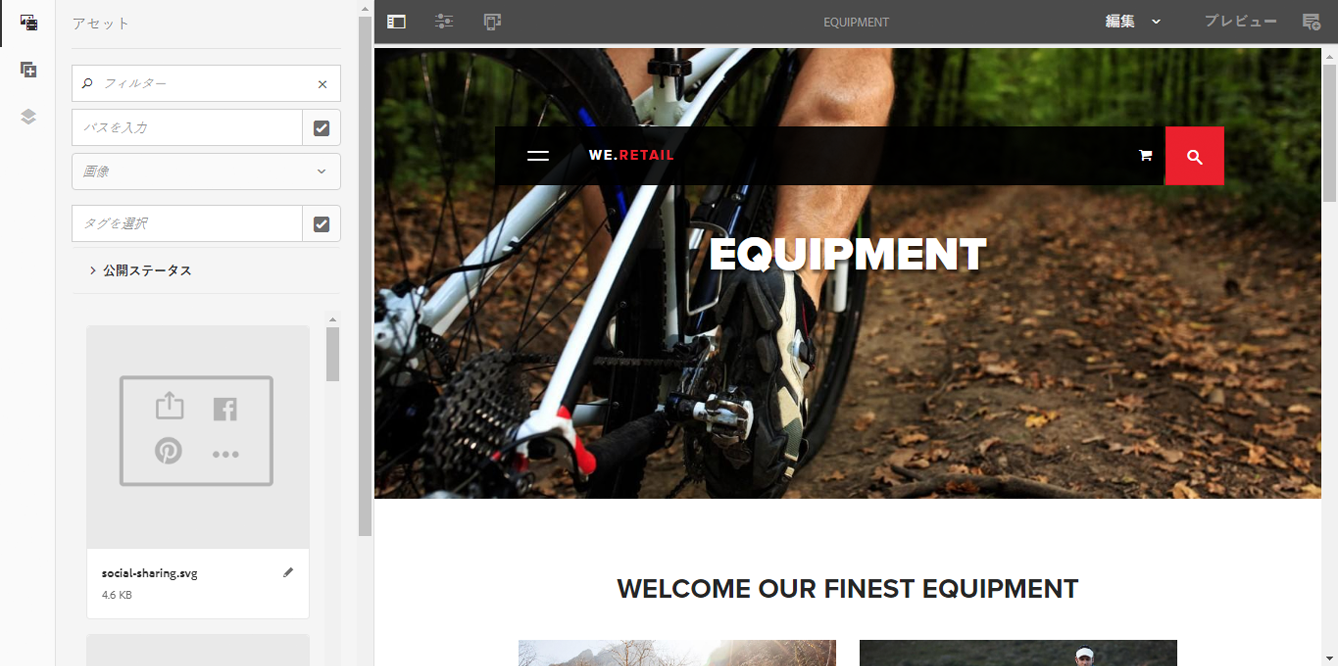 アセット
フィルター
パスを入力
画像
タグを選択
公開ステータス
social-sharing.svg
4.6 KB
EQUIPMENT
編集
プレビュー
WE.RETAIL
EQUIPMENT
WELCOME OUR FINEST EQUIPMENT